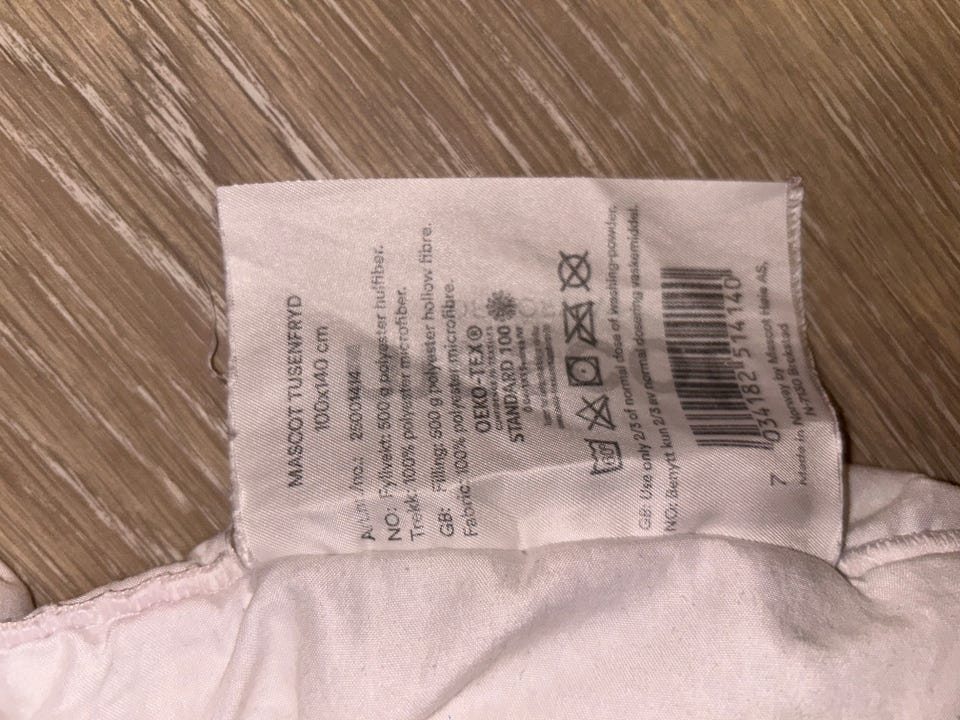 MASCOT TUSENFRYD
100x140 cm
/no.: 25001414
NO: Fyllvekt: 500 g polyester hulfiber.
Trekk: 100% polyester microfiber.
GB: Filling: 500 g polyester hollow fibre.
Fabric: 100% polyester microfibre.
OEKO-TEX®
STANDARD 100
60°
GB: Use only 2/3 of normal dose of washing-powder.
NO: Benytt kun 2/3 av normal dosering vaskemiddel.
7 034182 514140
Made in Norway by Mascot Høie AS,
N-7130 Brekstad